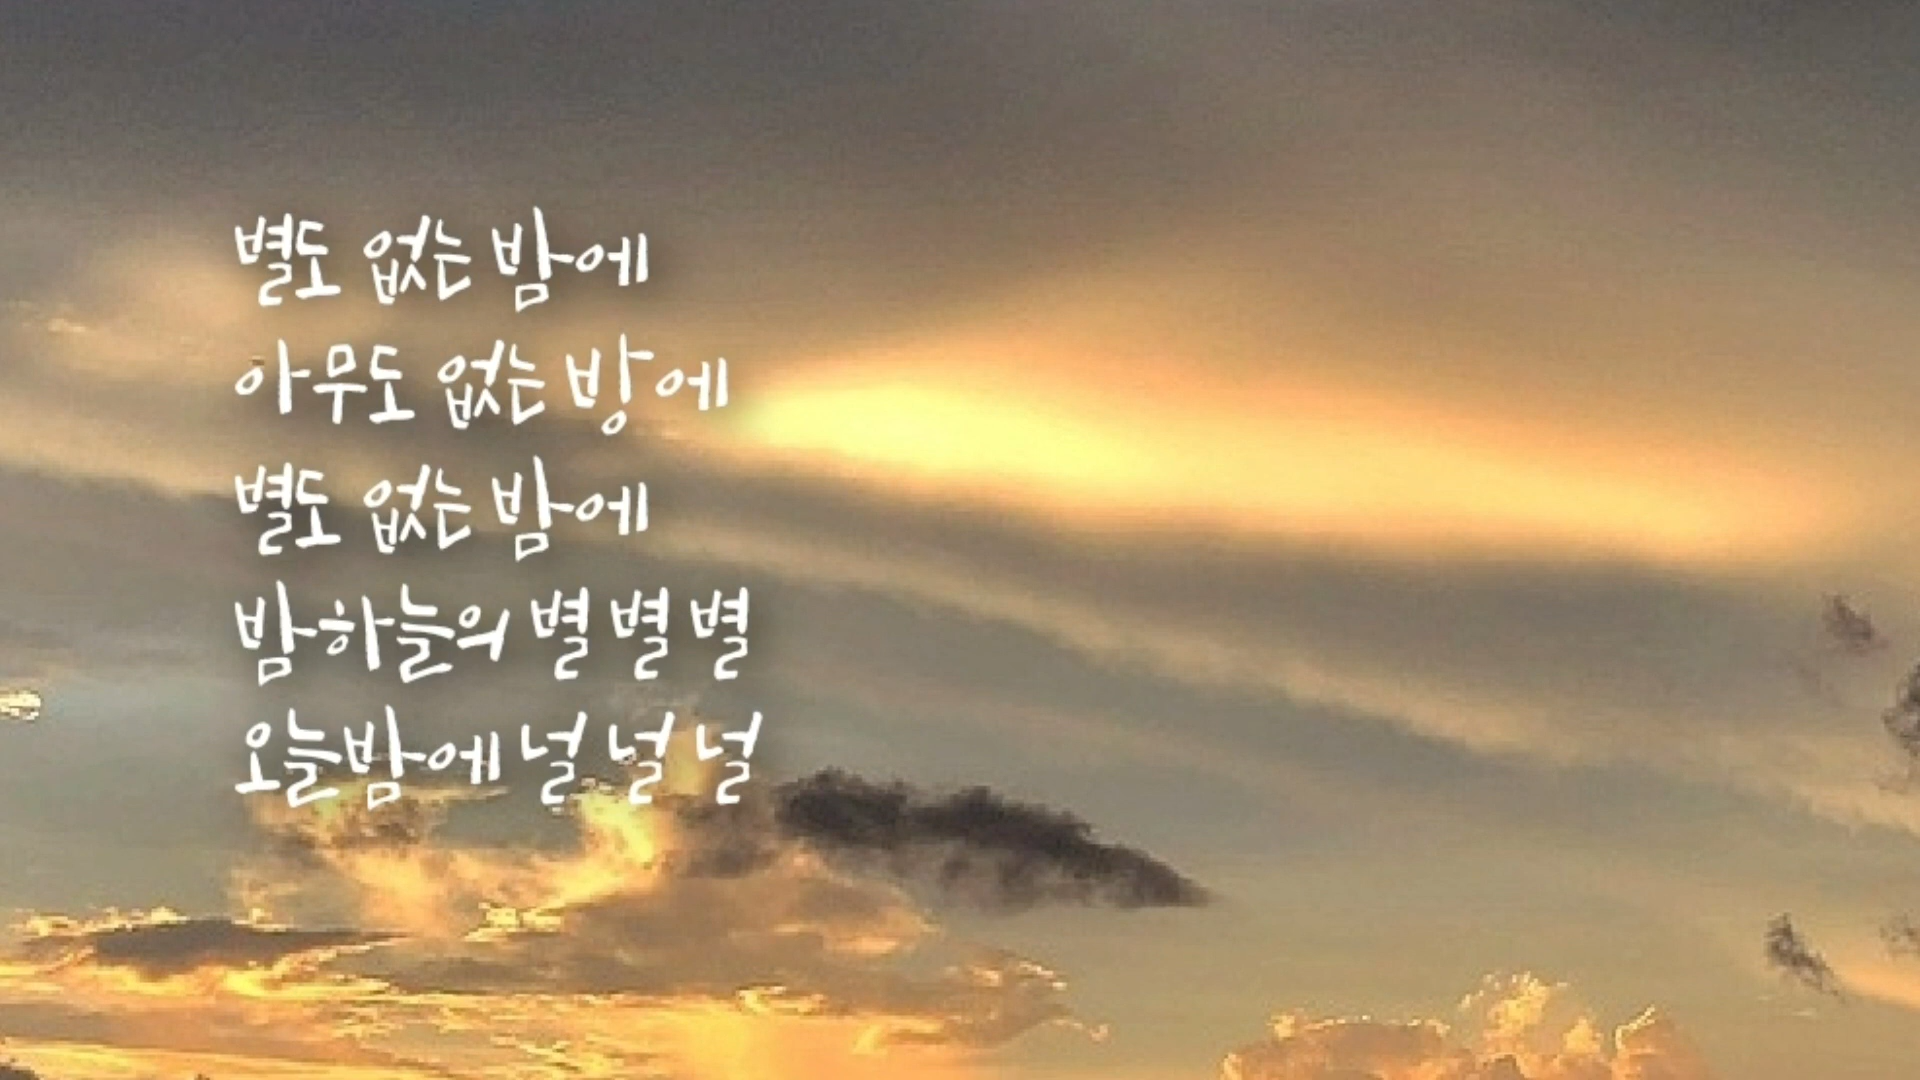 별도 없는 밤에
아무도 없는 방에
별도 없는 밤에
밤하늘의 별 별 별
오늘밤에 널 널 널